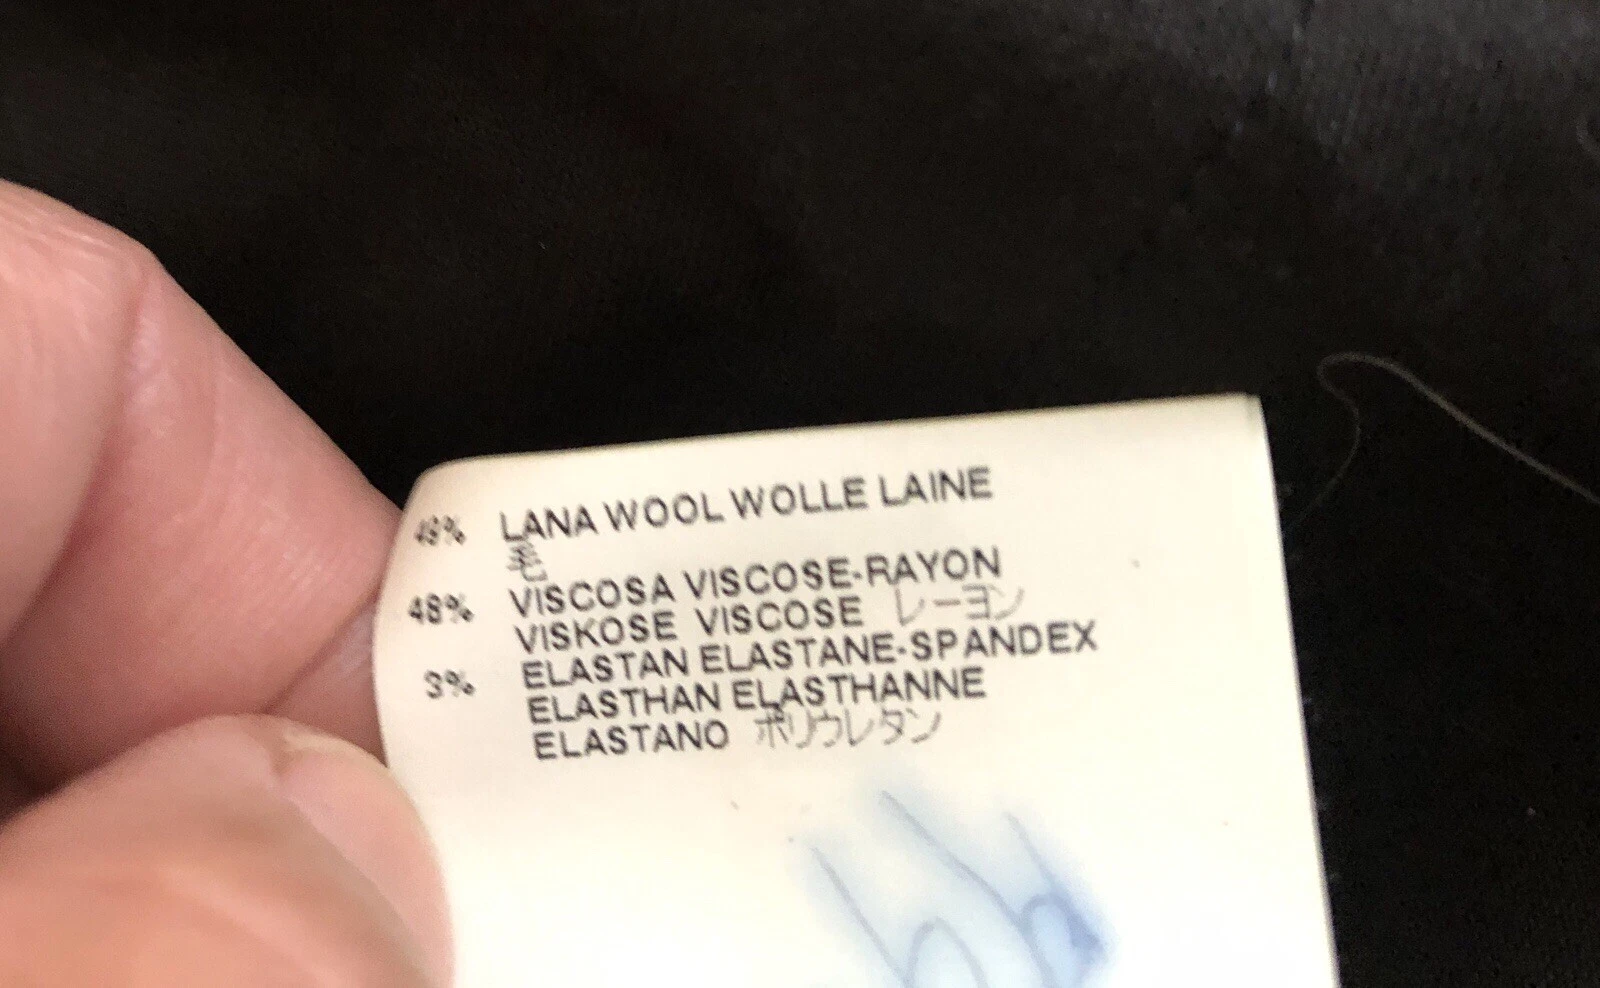 49% LANA WOOL WOLLE LAINE
毛
48% VISCOSA VISCOSE-RAYON
VISKOSE VISCOSE レーヨン
3% ELASTAN ELASTANE-SPANDEX
ELASTHAN ELASTHANNE
ELASTANO ポリウレタン